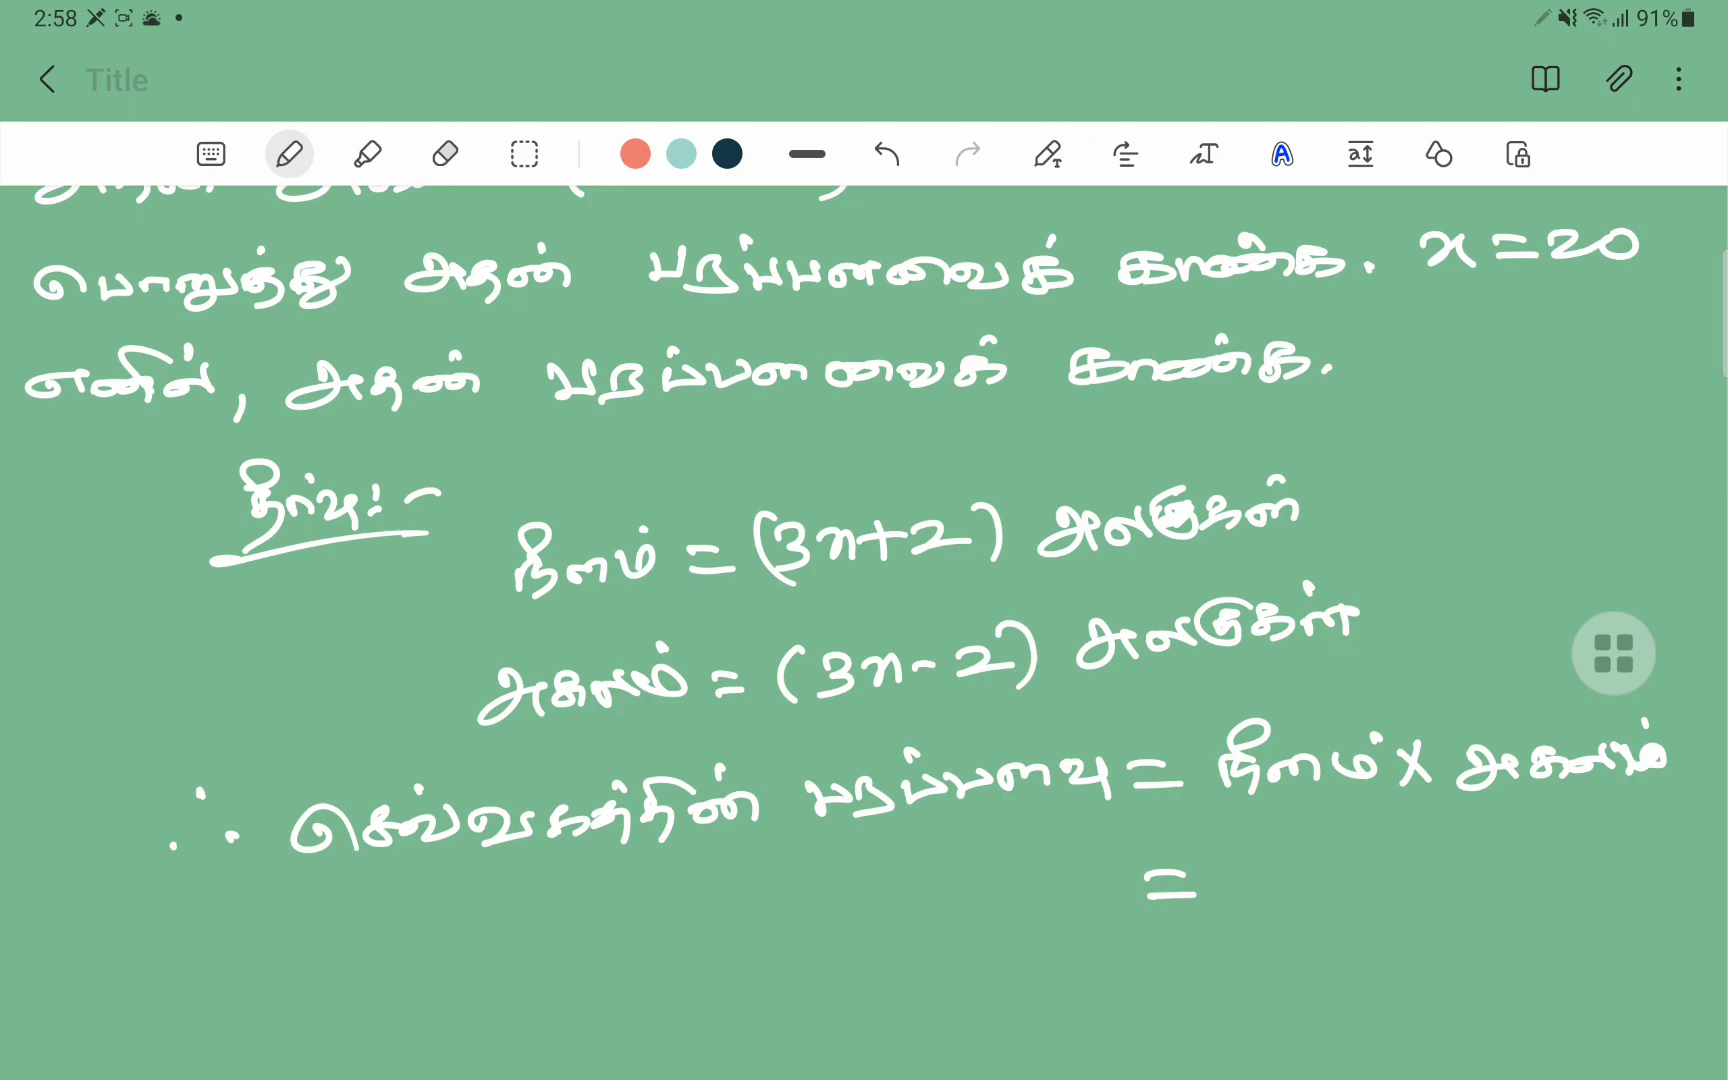 2:58
91%
Title
பொறுத்து அதன் பரப்பளவைக் காண்க. x = 20
எனில், அதன் பரப்பளவைக் காண்க.
தீர்வு:-
நீளம் = (3x+2) அலகுகள்
அகலம் = (3x-2) அலகுகள்
∴ செவ்வகத்தின் பரப்பளவு = நீளம் X அகலம்
=